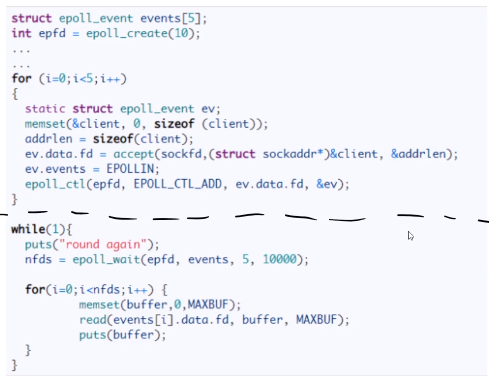 struct epoll_event events[5];
int epfd = epoll_create(10);
...
...
for (i=0;i<5;i++)
{
  static struct epoll_event ev;
  memset(&client, 0, sizeof (client));
  addrlen = sizeof(client);
  ev.data.fd = accept(sockfd,(struct sockaddr*)&client, &addrlen);
  ev.events = EPOLLIN;
  epoll_ctl(epfd, EPOLL_CTL_ADD, ev.data.fd, &ev);
}
while(1){
  puts("round again");
  nfds = epoll_wait(epfd, events, 5, 10000);
  for(i=0;i<nfds;i++) {
          memset(buffer,0,MAXBUF);
          read(events[i].data.fd, buffer, MAXBUF);
          puts(buffer);
  }
}